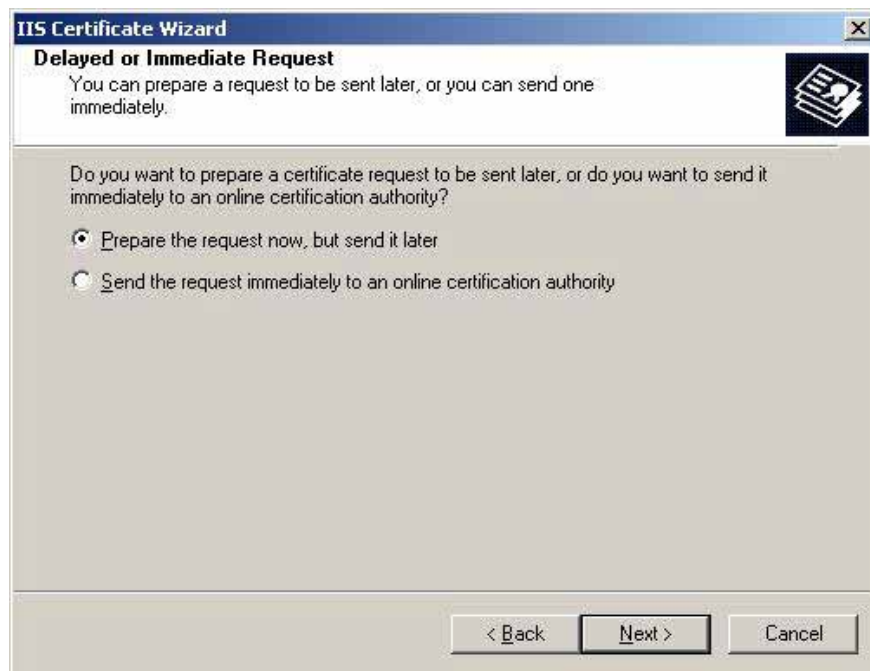 IIS Certificate Wizard
Delayed or Immediate Request
You can prepare a request to be sent later, or you can send one
immediately.
Do you want to prepare a certificate request to be sent later, or do you want to send it
immediately to an online certification authority?
Prepare the request now, but send it later
Send the request immediately to an online certification authority
< Back Next > Cancel